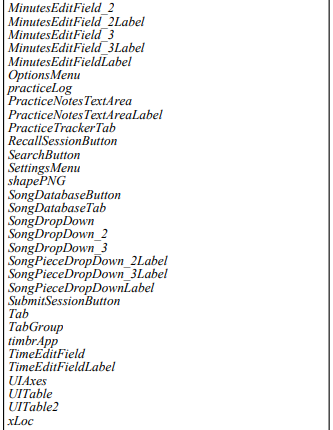 MinutesEditField_2
MinutesEditField_2Label
MinutesEditField_3
MinutesEditField_3Label
MinutesEditFieldLabel
OptionsMenu
practiceLog
PracticeNotesTextArea
PracticeNotesTextAreaLabel
PracticeTrackerTab
RecallSessionButton
SearchButton
SettingsMenu
shapePNG
SongDatabaseButton
SongDatabaseTab
SongDropDown
SongDropDown_2
SongDropDown_3
SongPieceDropDown_2Label
SongPieceDropDown_3Label
SongPieceDropDownLabel
SubmitSessionButton
Tab
TabGroup
timbrApp
TimeEditField
TimeEditFieldLabel
UIAxes
UITable
UITable2
xLoc